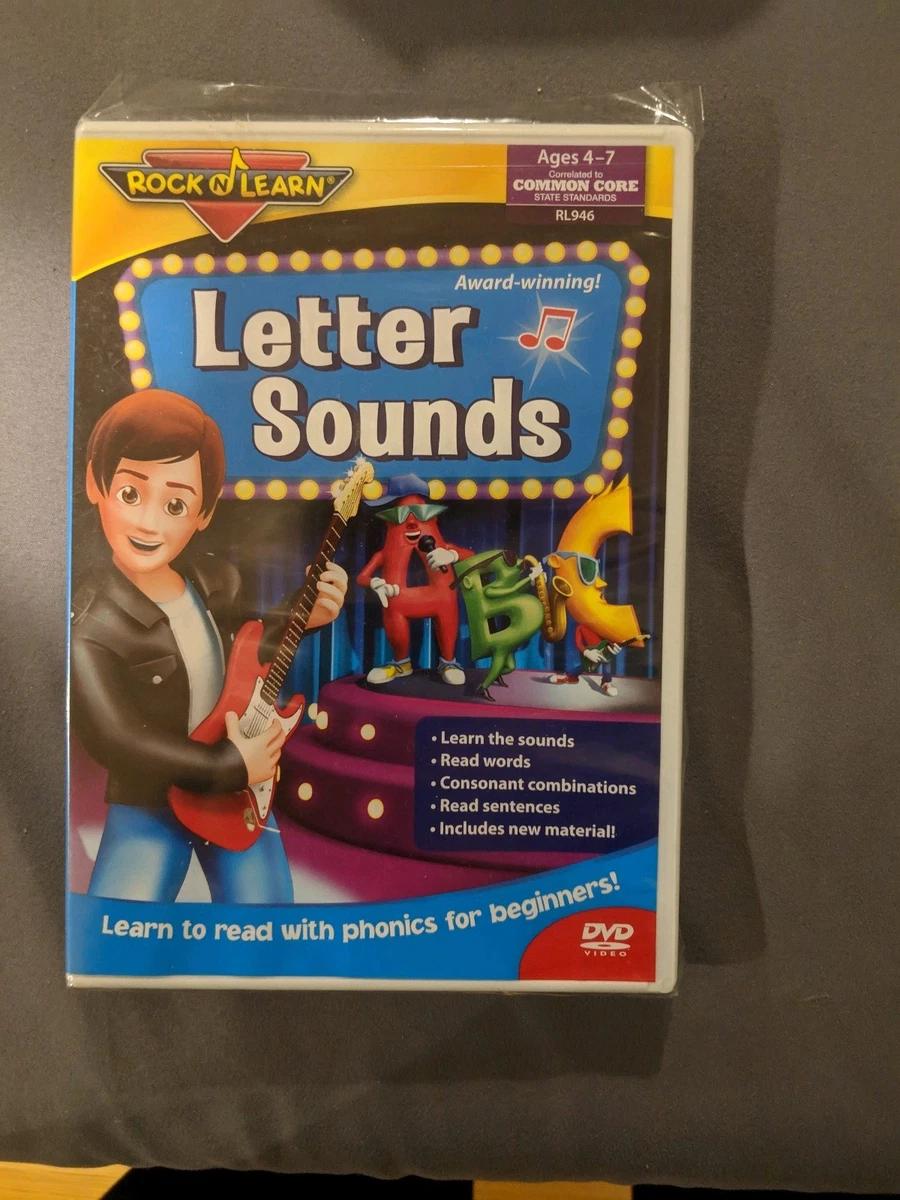 ROCK N LEARN®
Ages 4–7
Correlated to
COMMON CORE
STATE STANDARDS
RL946
Award-winning!
Letter
Sounds
A B C
• Learn the sounds
• Read words
• Consonant combinations
• Read sentences
• Includes new material!
Learn to read with phonics for beginners!
DVD
VIDEO